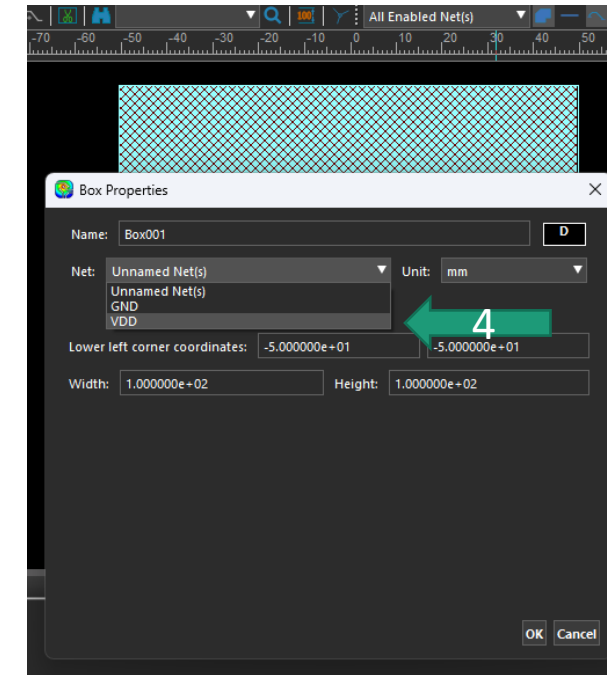 100 All Enabled Net(s)
-70 -60 -50 -40 -30 -20 -10 0 10 20 30 40 50
Box Properties
Name: Box001 D
Net: Unnamed Net(s) Unit: mm
Unnamed Net(s)
GND
VDD
4
Lower left corner coordinates: -5.000000e+01 -5.000000e+01
Width: 1.000000e+02 Height: 1.000000e+02
OK Cancel